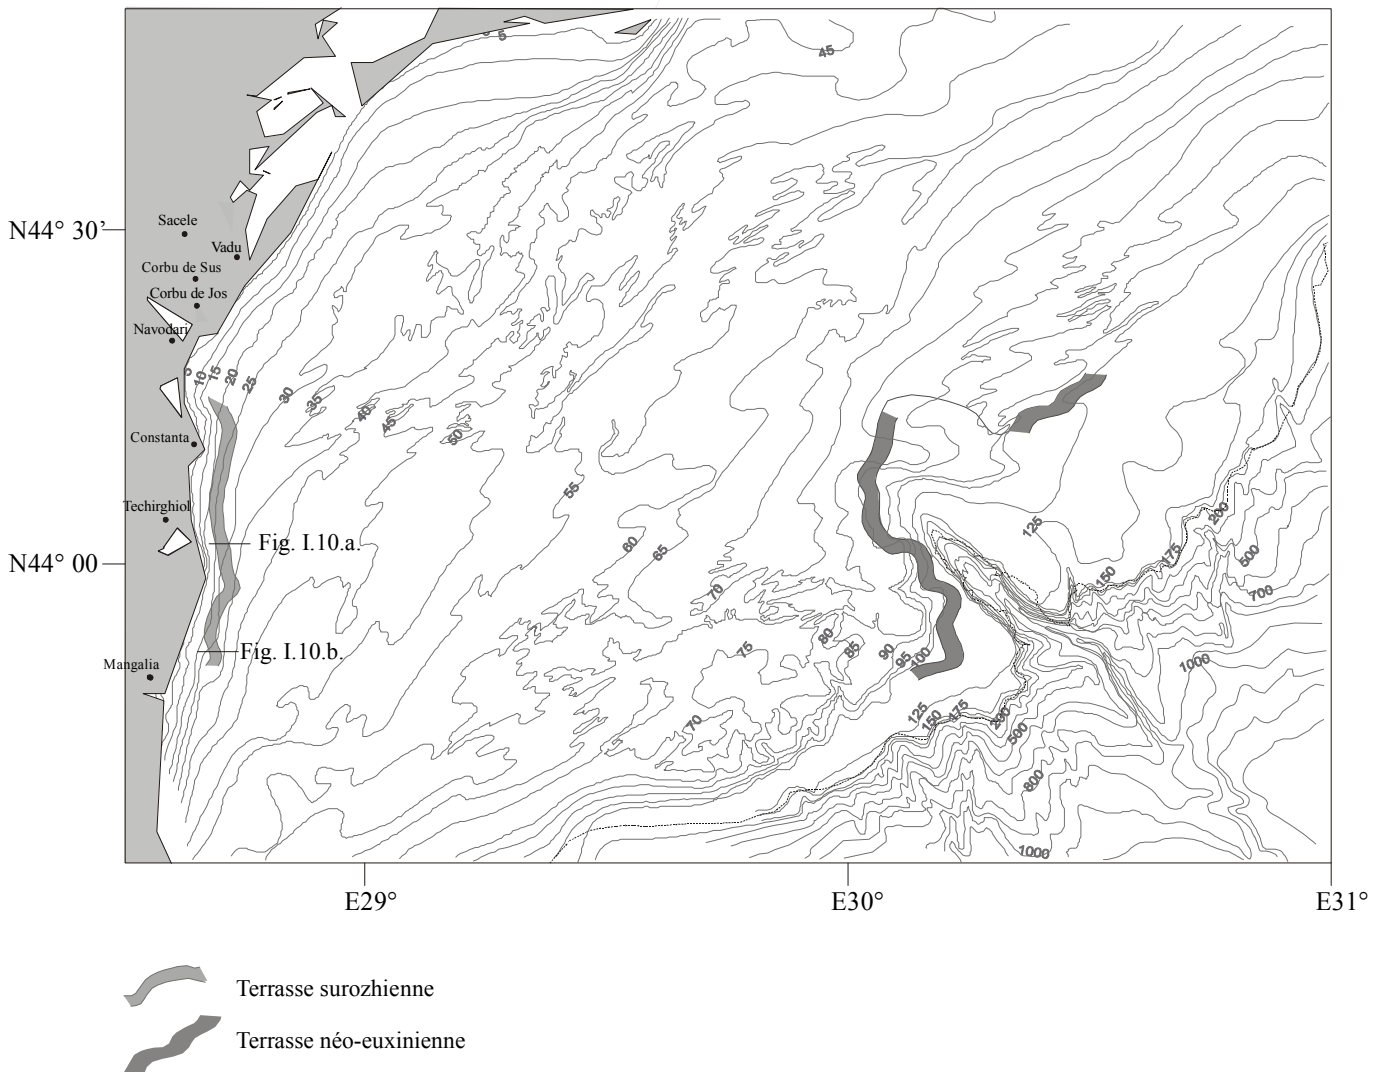 5
45
N44° 30’
Sacele
Vadu
Corbu de Sus
Corbu de Jos
Navodari
5
10
15
20
25
30
35
40
45
50
Constanta
55
Techirghiol
Fig. I.10.a.
N44° 00
60
65
70
125
150
175
200
500
700
1000
Fig. I.10.b.
Mangalia
75
80
85
90
95
100
70
125
150
175
200
500
800
1000
E29°
E30°
E31°
Terrasse surozhienne
Terrasse néo-euxinienne